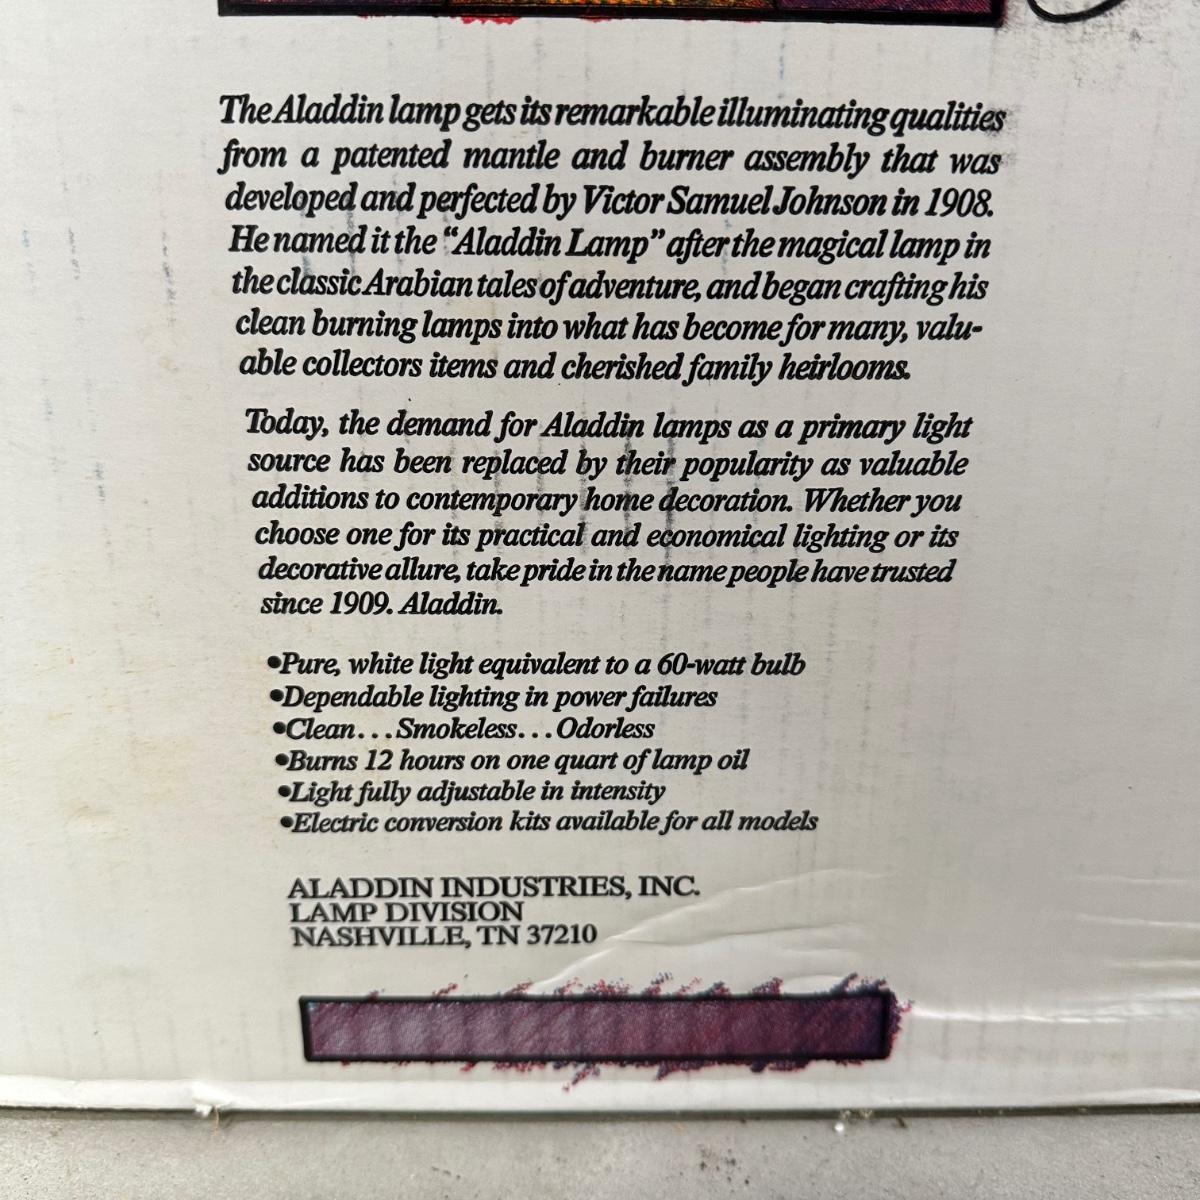 The Aladdin lamp gets its remarkable illuminating qualities
from a patented mantle and burner assembly that was
developed and perfected by Victor Samuel Johnson in 1908.
He named it the “Aladdin Lamp” after the magical lamp in
the classic Arabian tales of adventure, and began crafting his
clean burning lamps into what has become for many, valu-
able collectors items and cherished family heirlooms.
Today, the demand for Aladdin lamps as a primary light
source has been replaced by their popularity as valuable
additions to contemporary home decoration. Whether you
choose one for its practical and economical lighting or its
decorative allure, take pride in the name people have trusted
since 1909. Aladdin.
•Pure, white light equivalent to a 60-watt bulb
•Dependable lighting in power failures
•Clean...Smokeless...Odorless
•Burns 12 hours on one quart of lamp oil
•Light fully adjustable in intensity
•Electric conversion kits available for all models
ALADDIN INDUSTRIES, INC.
LAMP DIVISION
NASHVILLE, TN 37210